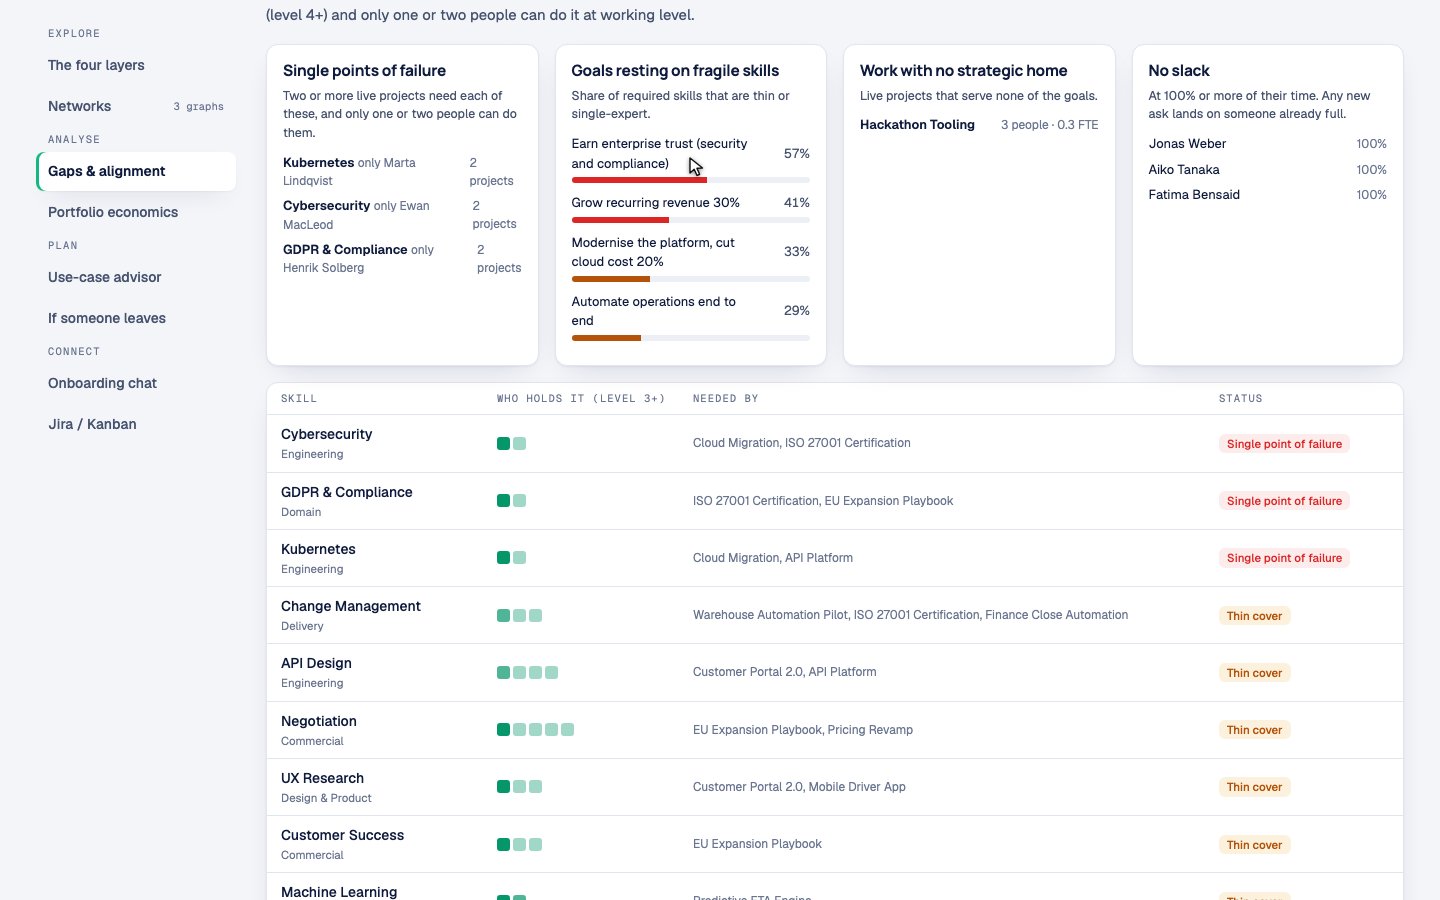 (level 4+) and only one or two people can do it at working level.
EXPLORE
The four layers
Networks 3 graphs
ANALYSE
Gaps & alignment
Portfolio economics
PLAN
Use-case advisor
If someone leaves
CONNECT
Onboarding chat
Jira / Kanban
Single points of failure
Two or more live projects need each of
these, and only one or two people can do
them.
Kubernetes only Marta
Lindqvist
2
projects
Cybersecurity only Ewan
MacLeod
2
projects
GDPR & Compliance only
Henrik Solberg
2
projects
Goals resting on fragile skills
Share of required skills that are thin or
single-expert.
Earn enterprise trust (security
and compliance)
57%
Grow recurring revenue 30% 41%
Modernise the platform, cut
cloud cost 20%
33%
Automate operations end to
end
29%
Work with no strategic home
Live projects that serve none of the goals.
Hackathon Tooling 3 people · 0.3 FTE
No slack
At 100% or more of their time. Any new
ask lands on someone already full.
Jonas Weber 100%
Aiko Tanaka 100%
Fatima Bensaid 100%
SKILL WHO HOLDS IT (LEVEL 3+) NEEDED BY STATUS
Cybersecurity
Engineering
Cloud Migration, ISO 27001 Certification
Single point of failure
GDPR & Compliance
Domain
ISO 27001 Certification, EU Expansion Playbook
Single point of failure
Kubernetes
Engineering
Cloud Migration, API Platform
Single point of failure
Change Management
Delivery
Warehouse Automation Pilot, ISO 27001 Certification, Finance Close Automation
Thin cover
API Design
Engineering
Customer Portal 2.0, API Platform
Thin cover
Negotiation
Commercial
EU Expansion Playbook, Pricing Revamp
Thin cover
UX Research
Design & Product
Customer Portal 2.0, Mobile Driver App
Thin cover
Customer Success
Commercial
EU Expansion Playbook
Thin cover
Machine Learning